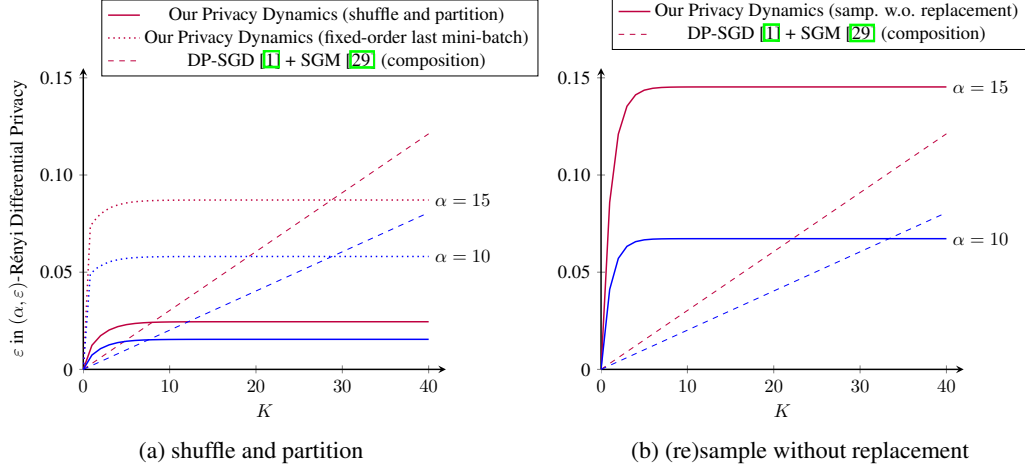 Our Privacy Dynamics (shuffle and partition)
Our Privacy Dynamics (fixed-order last mini-batch)
DP-SGD [1] + SGM [29] (composition)
ε in (α, ε)-Rényi Differential Privacy
0.15
0.10
0.05
0
0 10 20 30 40
K
α = 15
α = 10
(a) shuffle and partition
Our Privacy Dynamics (samp. w.o. replacement)
DP-SGD [1] + SGM [29] (composition)
0.15
0.10
0.05
0
0 10 20 30 40
K
α = 15
α = 10
(b) (re)sample without replacement